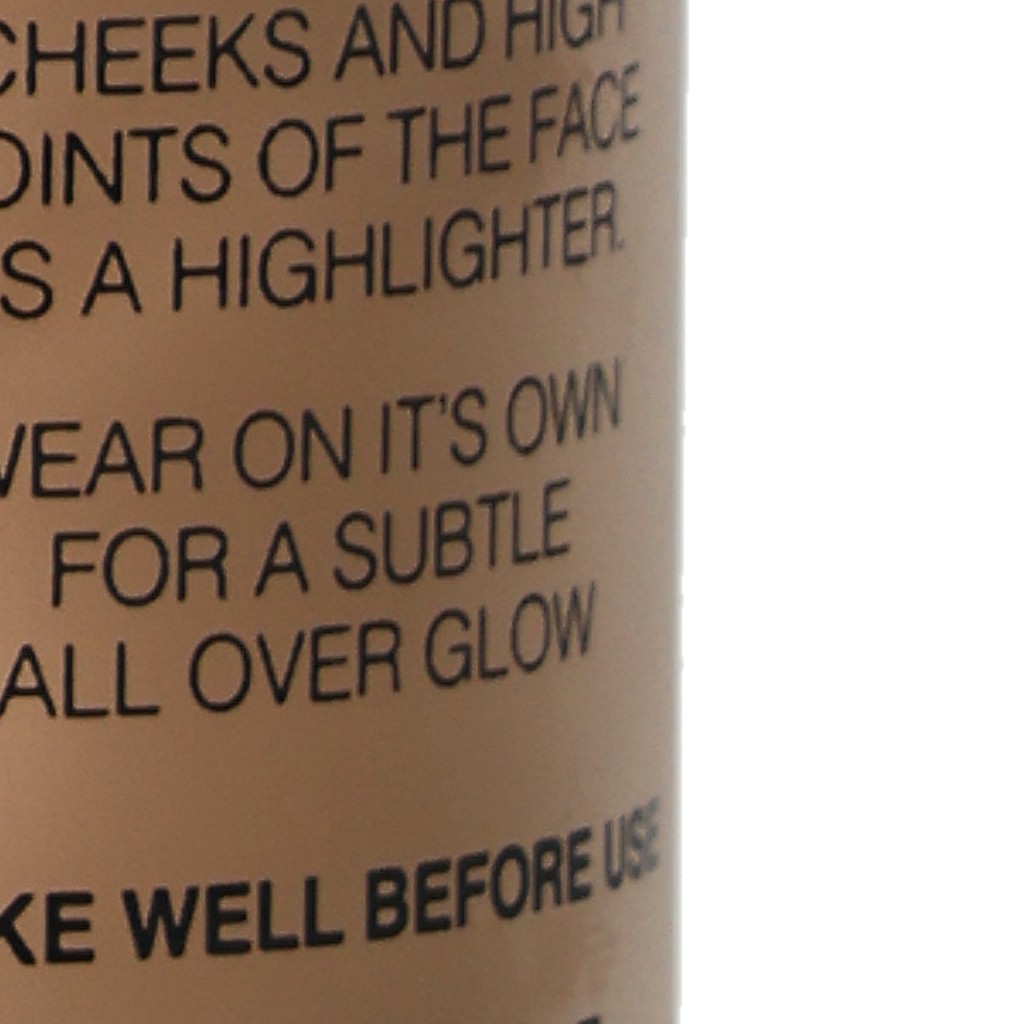 CHEEKS AND HIGH
OINTS OF THE FACE
S A HIGHLIGHTER.
WEAR ON IT'S OWN
FOR A SUBTLE
ALL OVER GLOW
KE WELL BEFORE USE